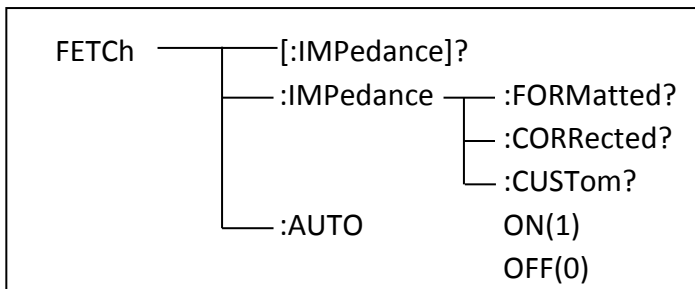 FETCh [:IMPedance]?
:IMPedance :FORMatted?
:CORRected?
:CUSTom?
:AUTO ON(1)
OFF(0)